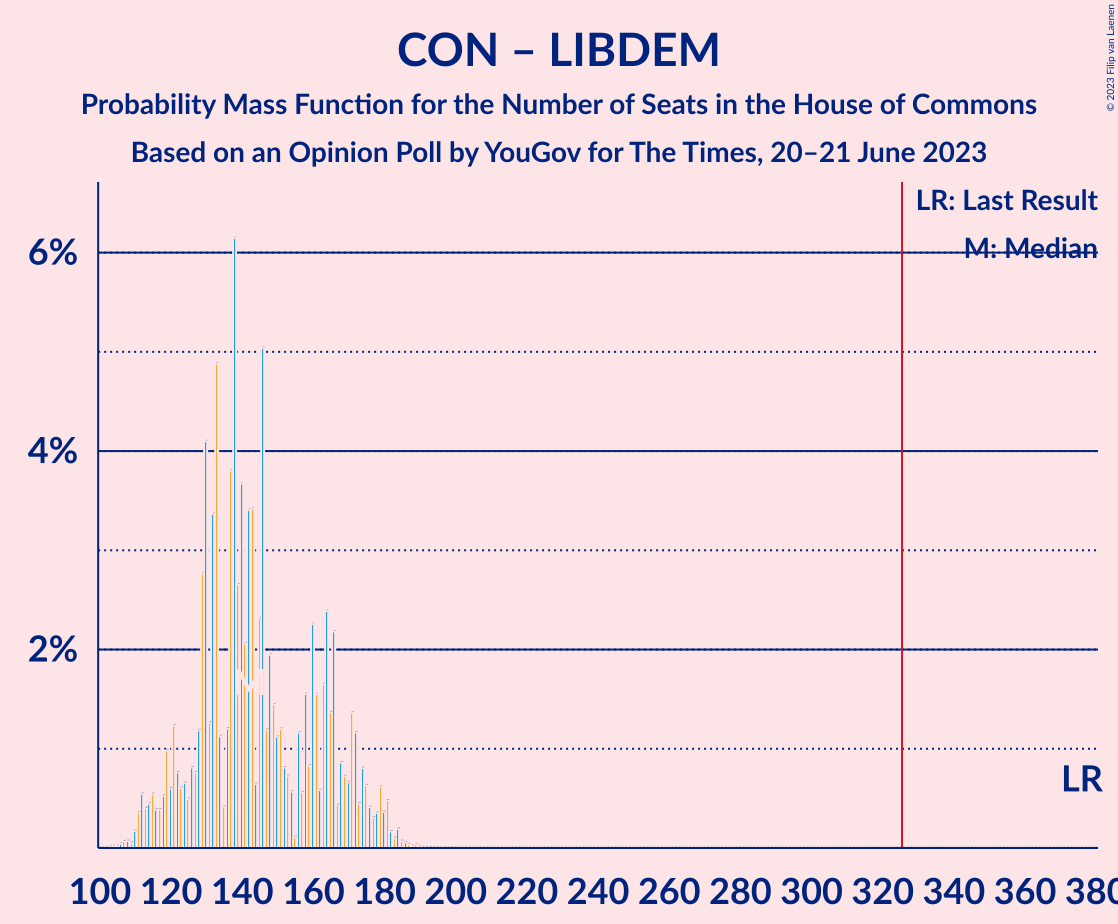 CON – LIBDEM
Probability Mass Function for the Number of Seats in the House of Commons
Based on an Opinion Poll by YouGov for The Times, 20–21 June 2023
© 2023 Filip van Laenen
LR: Last Result
M: Median
6%
4%
2%
LR
100 120 140 160 180 200 220 240 260 280 300 320 340 360 380